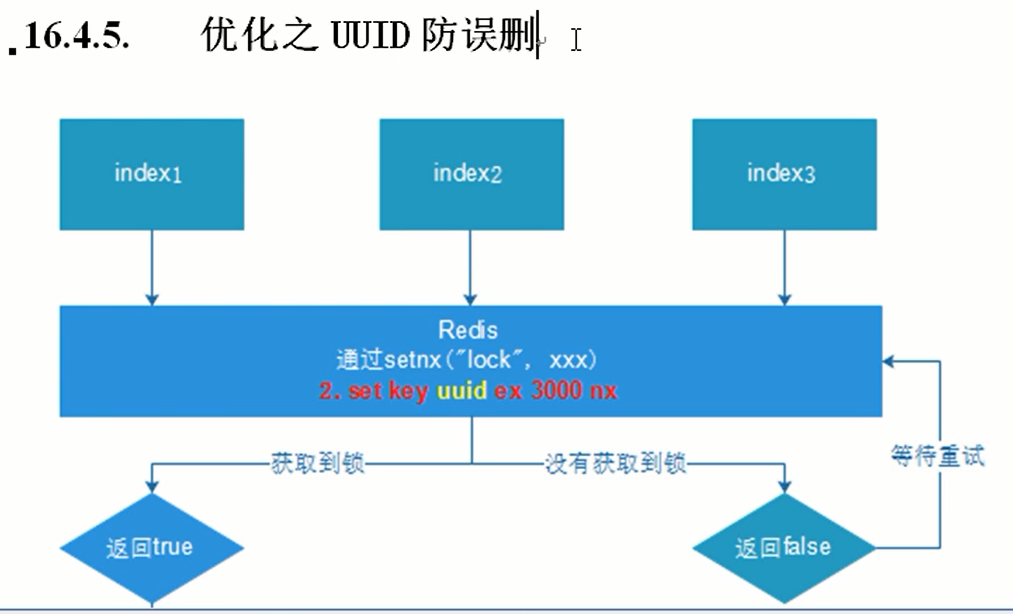 16.4.5. 优化之 UUID 防误删
index1
index2
index3
Redis
通过setnx("lock", xxx)
2. set key uuid ex 3000 nx
获取到锁
没有获取到锁
等待重试
返回true
返回false